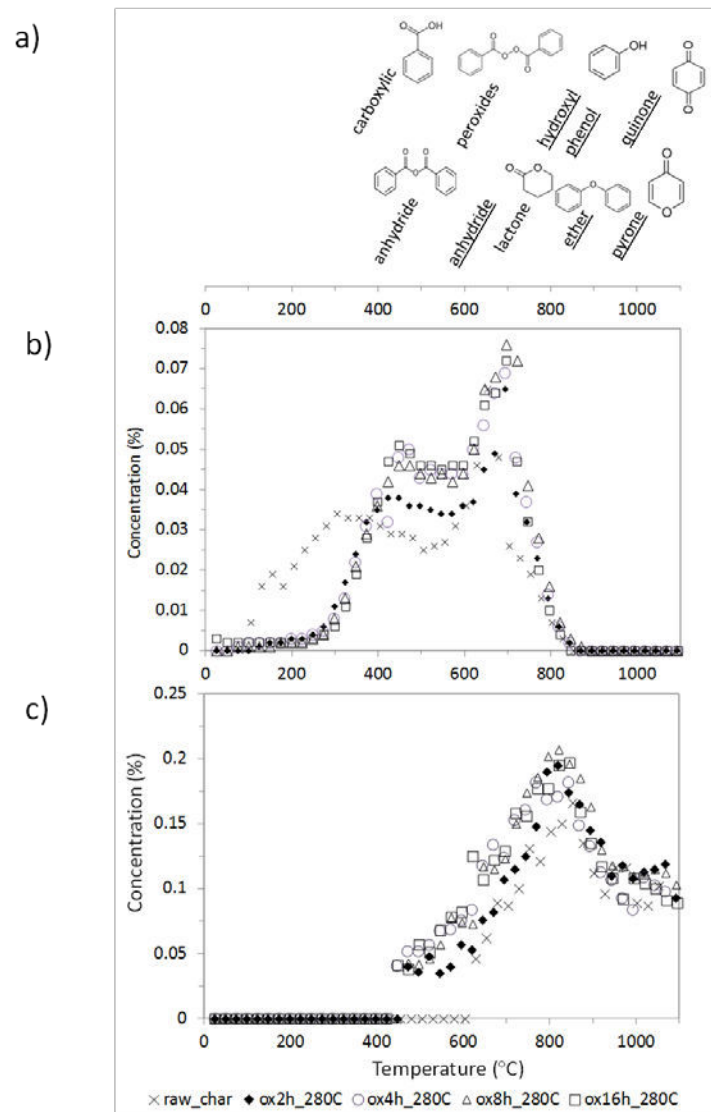 a)
OH
O
carboxylic
O
O
O
O
peroxides
OH
hydroxyl
phenol
O
O
quinone
O
O
O
anhydride
anhydride
O
O
lactone
O
ether
O
O
pyrone
0 200 400 600 800 1000
b)
0.08
0.07
0.06
0.05
0.04
0.03
0.02
0.01
0
Concentration (%)
0 200 400 600 800 1000
c)
0.25
0.2
0.15
0.1
0.05
0
Concentration (%)
0 200 400 600 800 1000
Temperature (°C)
× raw_char ◆ ox2h_280C ○ ox4h_280C △ ox8h_280C □ ox16h_280C